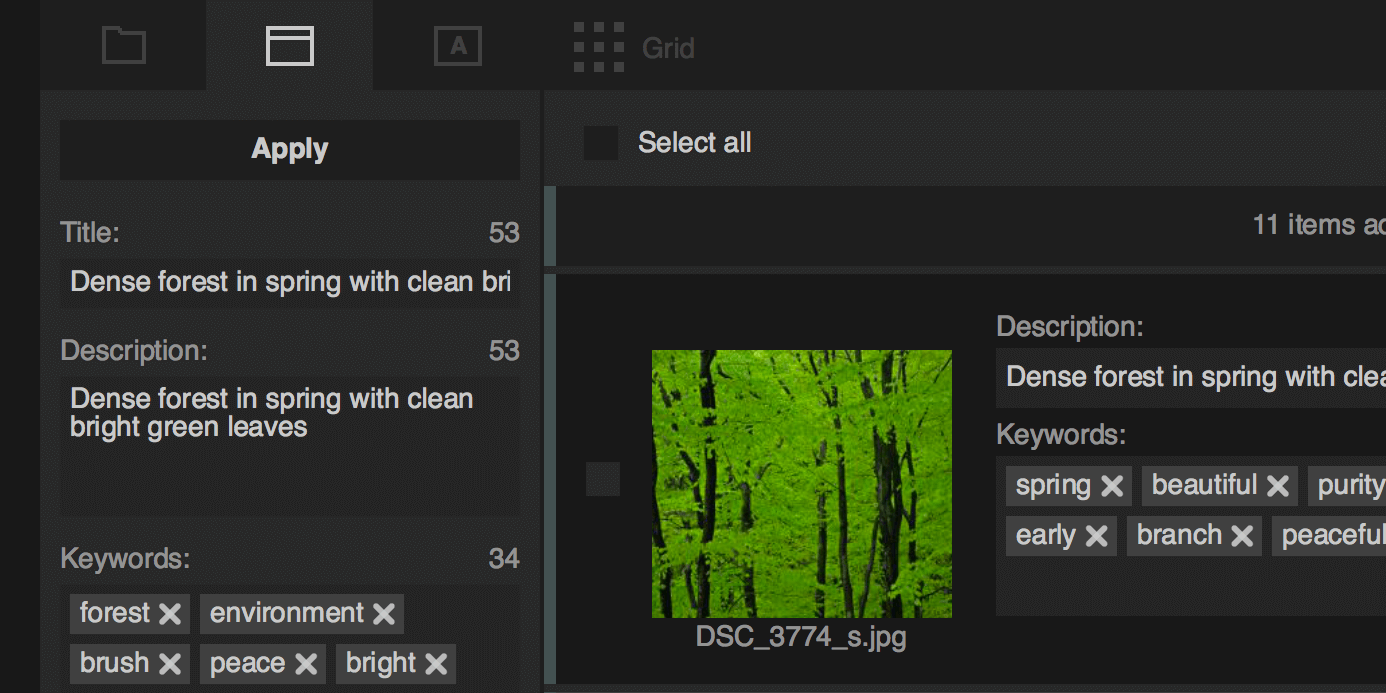 A
Grid
Apply
Select all
Title: 53
Dense forest in spring with clean bri
11 items
Description: 53
Dense forest in spring with clean
bright green leaves
Keywords: 34
forest environment
brush peace bright
DSC_3774_s.jpg
Description:
Dense forest in spring with
Keywords:
spring beautiful purity
early branch peaceful